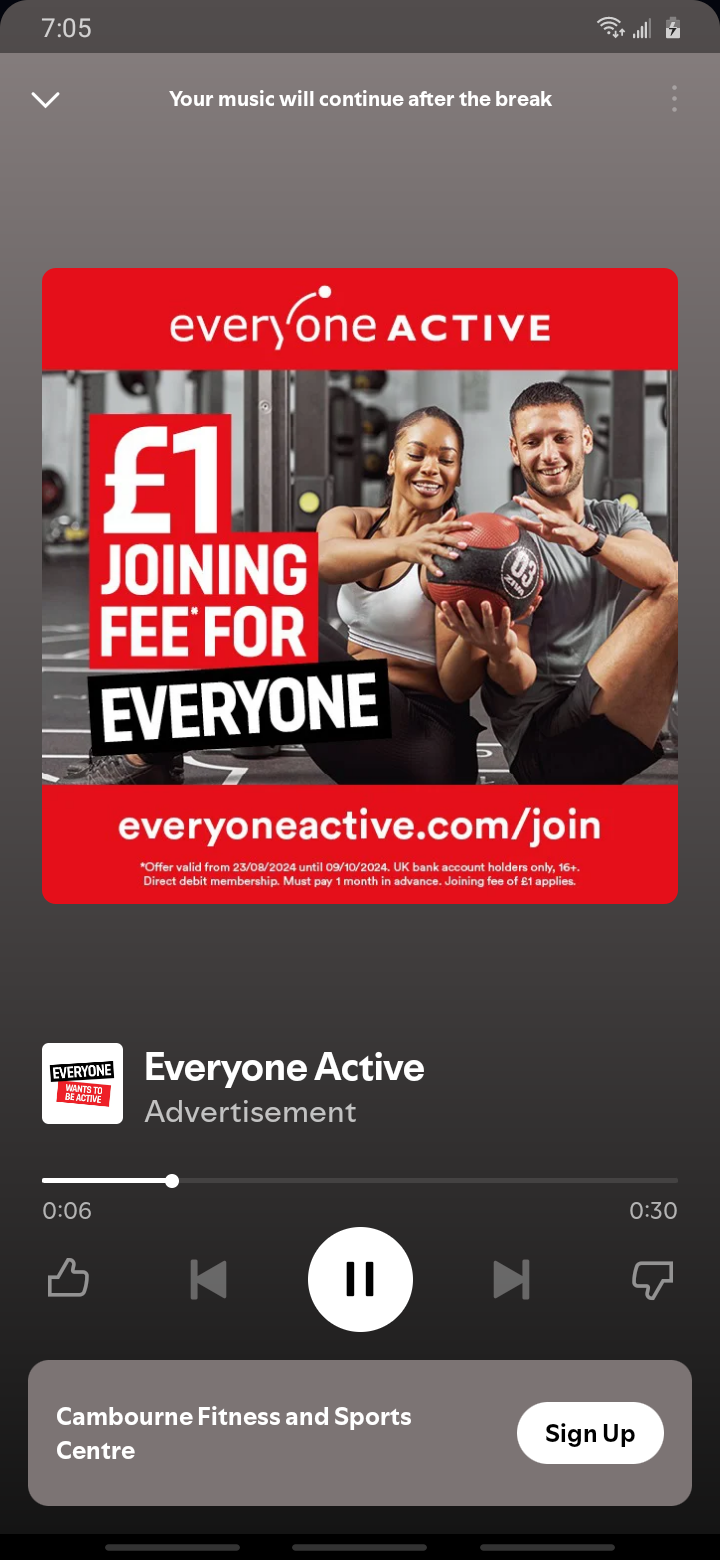 7:05
Your music will continue after the break
everyone ACTIVE
£1
JOINING
FEE* FOR
EVERYONE
03
ZIVA
everyoneactive.com/join
*Offer valid from 23/08/2024 until 09/10/2024. UK bank account holders only, 16+.
Direct debit membership. Must pay 1 month in advance. Joining fee of £1 applies.
EVERYONE
WANTS TO
BE ACTIVE
Everyone Active
Advertisement
0:06
0:30
Cambourne Fitness and Sports
Centre
Sign Up